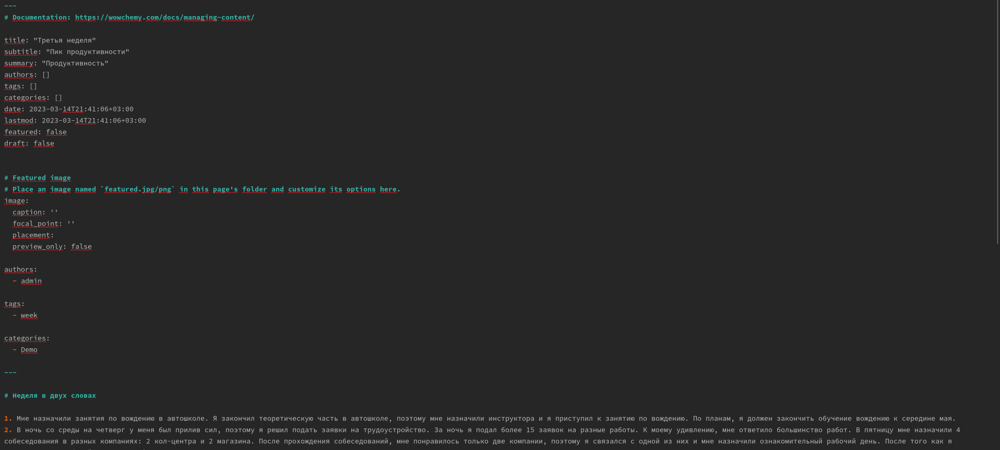 ---
# Documentation: https://wowchemy.com/docs/managing-content/
title: "Третья неделя"
subtitle: "Пик продуктивности"
summary: "Продуктивность"
authors: []
tags: []
categories: []
date: 2023-03-14T21:41:06+03:00
lastmod: 2023-03-14T21:41:06+03:00
featured: false
draft: false
# Featured image
# Place an image named `featured.jpg/png` in this page's folder and customize its options here.
image:
  caption: ''
  focal_point: ''
  placement:
  preview_only: false
authors:
  - admin
tags:
  - week
categories:
  - Demo
---
# Неделя в двух словах
1. Мне назначили занятия по вождению в автошколе. Я закончил теоретическую часть в автошколе, поэтому мне назначили инструктора и я приступил к занятию по вождению. По планам, я должен закончить обучение вождению к середине мая.
2. В ночь со среды на четверг у меня был прилив сил, поэтому я решил подать заявки на трудоустройство. За ночь я подал более 15 заявок на разные работы. К моему удивлению, мне ответило большинство работ. В пятницу мне назначили 4
собеседования в разных компаниях: 2 кол-центра и 2 магазина. После прохождения собеседований, мне понравилось только две компании, поэтому я связался с одной из них и мне назначили ознакомительный рабочий день. После того как я